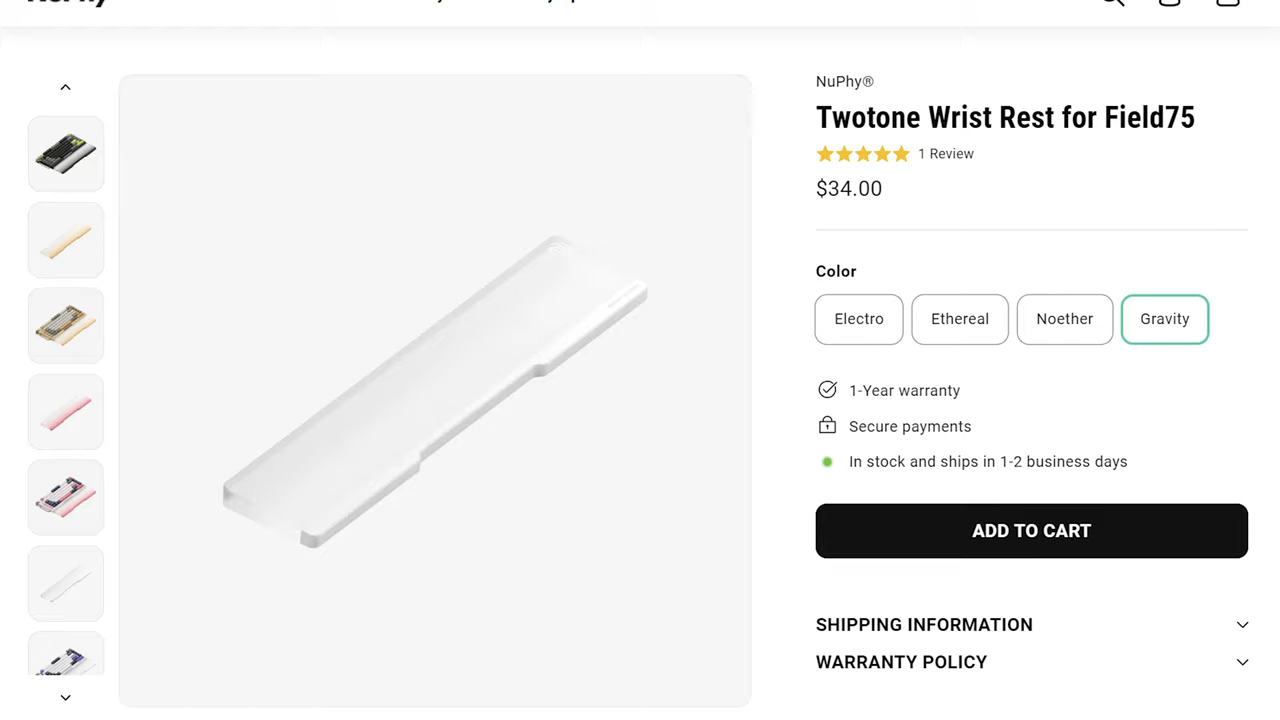 NuPhy
NuPhy®
Twotone Wrist Rest for Field75
1 Review
$34.00
Color
Electro
Ethereal
Noether
Gravity
1-Year warranty
Secure payments
In stock and ships in 1-2 business days
ADD TO CART
SHIPPING INFORMATION
WARRANTY POLICY